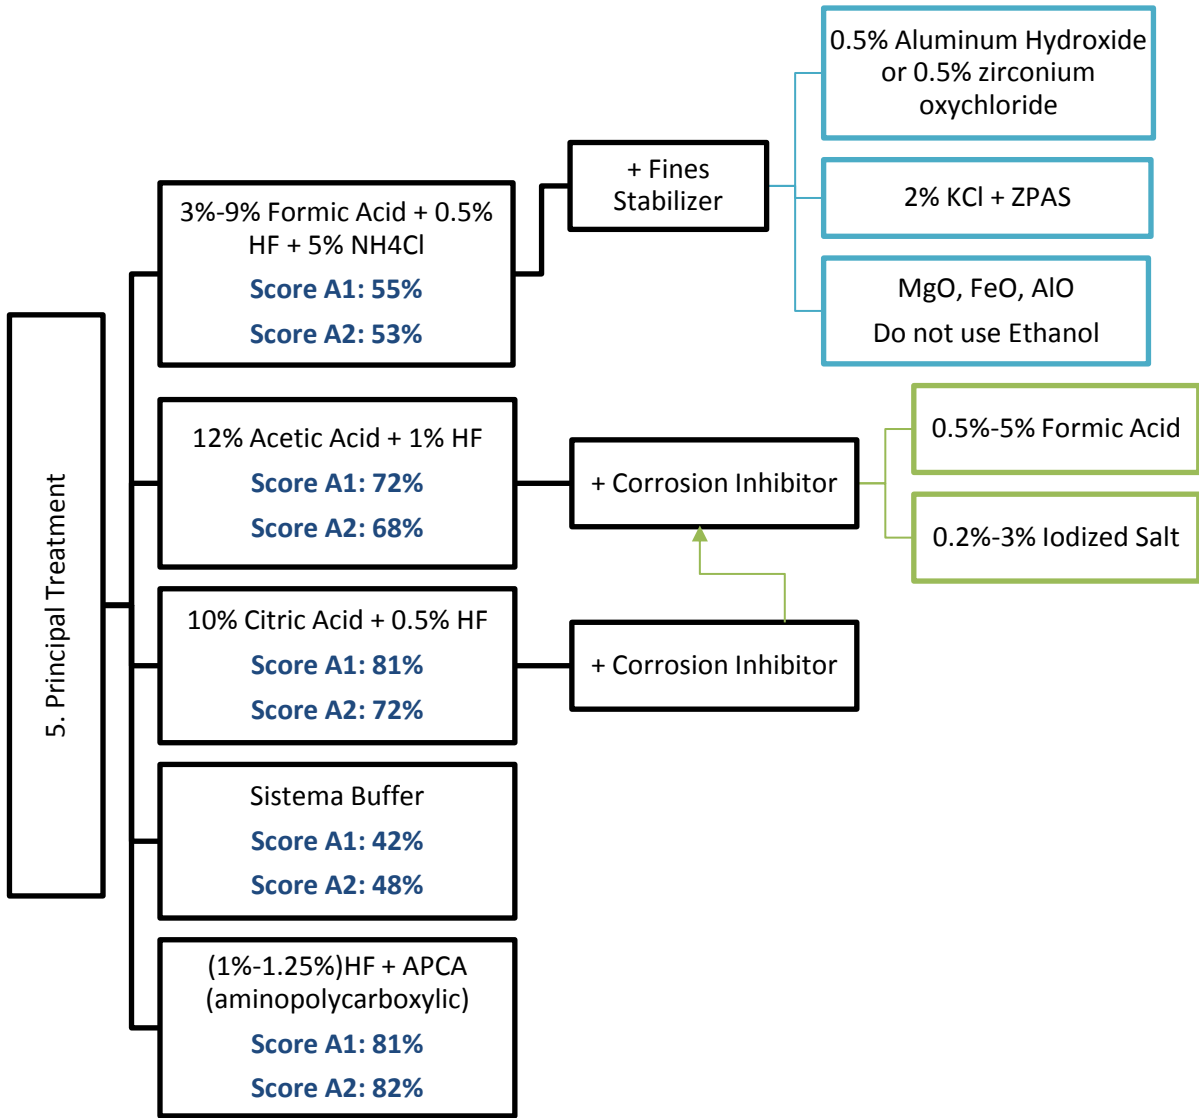 5. Principal Treatment
3%-9% Formic Acid + 0.5%
HF + 5% NH4Cl
Score A1: 55%
Score A2: 53%
+ Fines
Stabilizer
0.5% Aluminum Hydroxide
or 0.5% zirconium
oxychloride
2% KCl + ZPAS
MgO, FeO, AlO
Do not use Ethanol
12% Acetic Acid + 1% HF
Score A1: 72%
Score A2: 68%
+ Corrosion Inhibitor
0.5%-5% Formic Acid
0.2%-3% Iodized Salt
10% Citric Acid + 0.5% HF
Score A1: 81%
Score A2: 72%
+ Corrosion Inhibitor
Sistema Buffer
Score A1: 42%
Score A2: 48%
(1%-1.25%)HF + APCA
(aminopolycarboxylic)
Score A1: 81%
Score A2: 82%